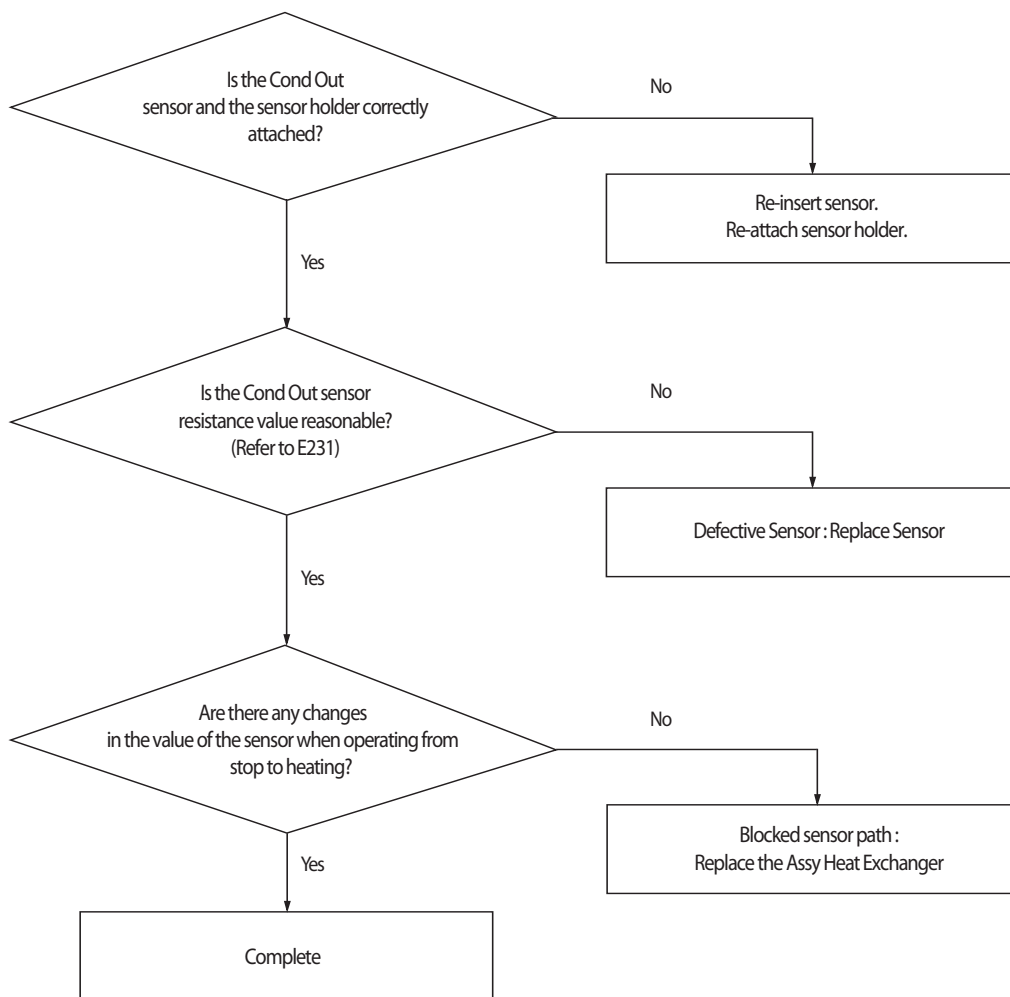 Is the Cond Out
sensor and the sensor holder correctly
attached?
No
Re-insert sensor.
Re-attach sensor holder.
Yes
Is the Cond Out sensor
resistance value reasonable?
(Refer to E231)
No
Defective Sensor : Replace Sensor
Yes
Are there any changes
in the value of the sensor when operating from
stop to heating?
No
Blocked sensor path :
Replace the Assy Heat Exchanger
Yes
Complete